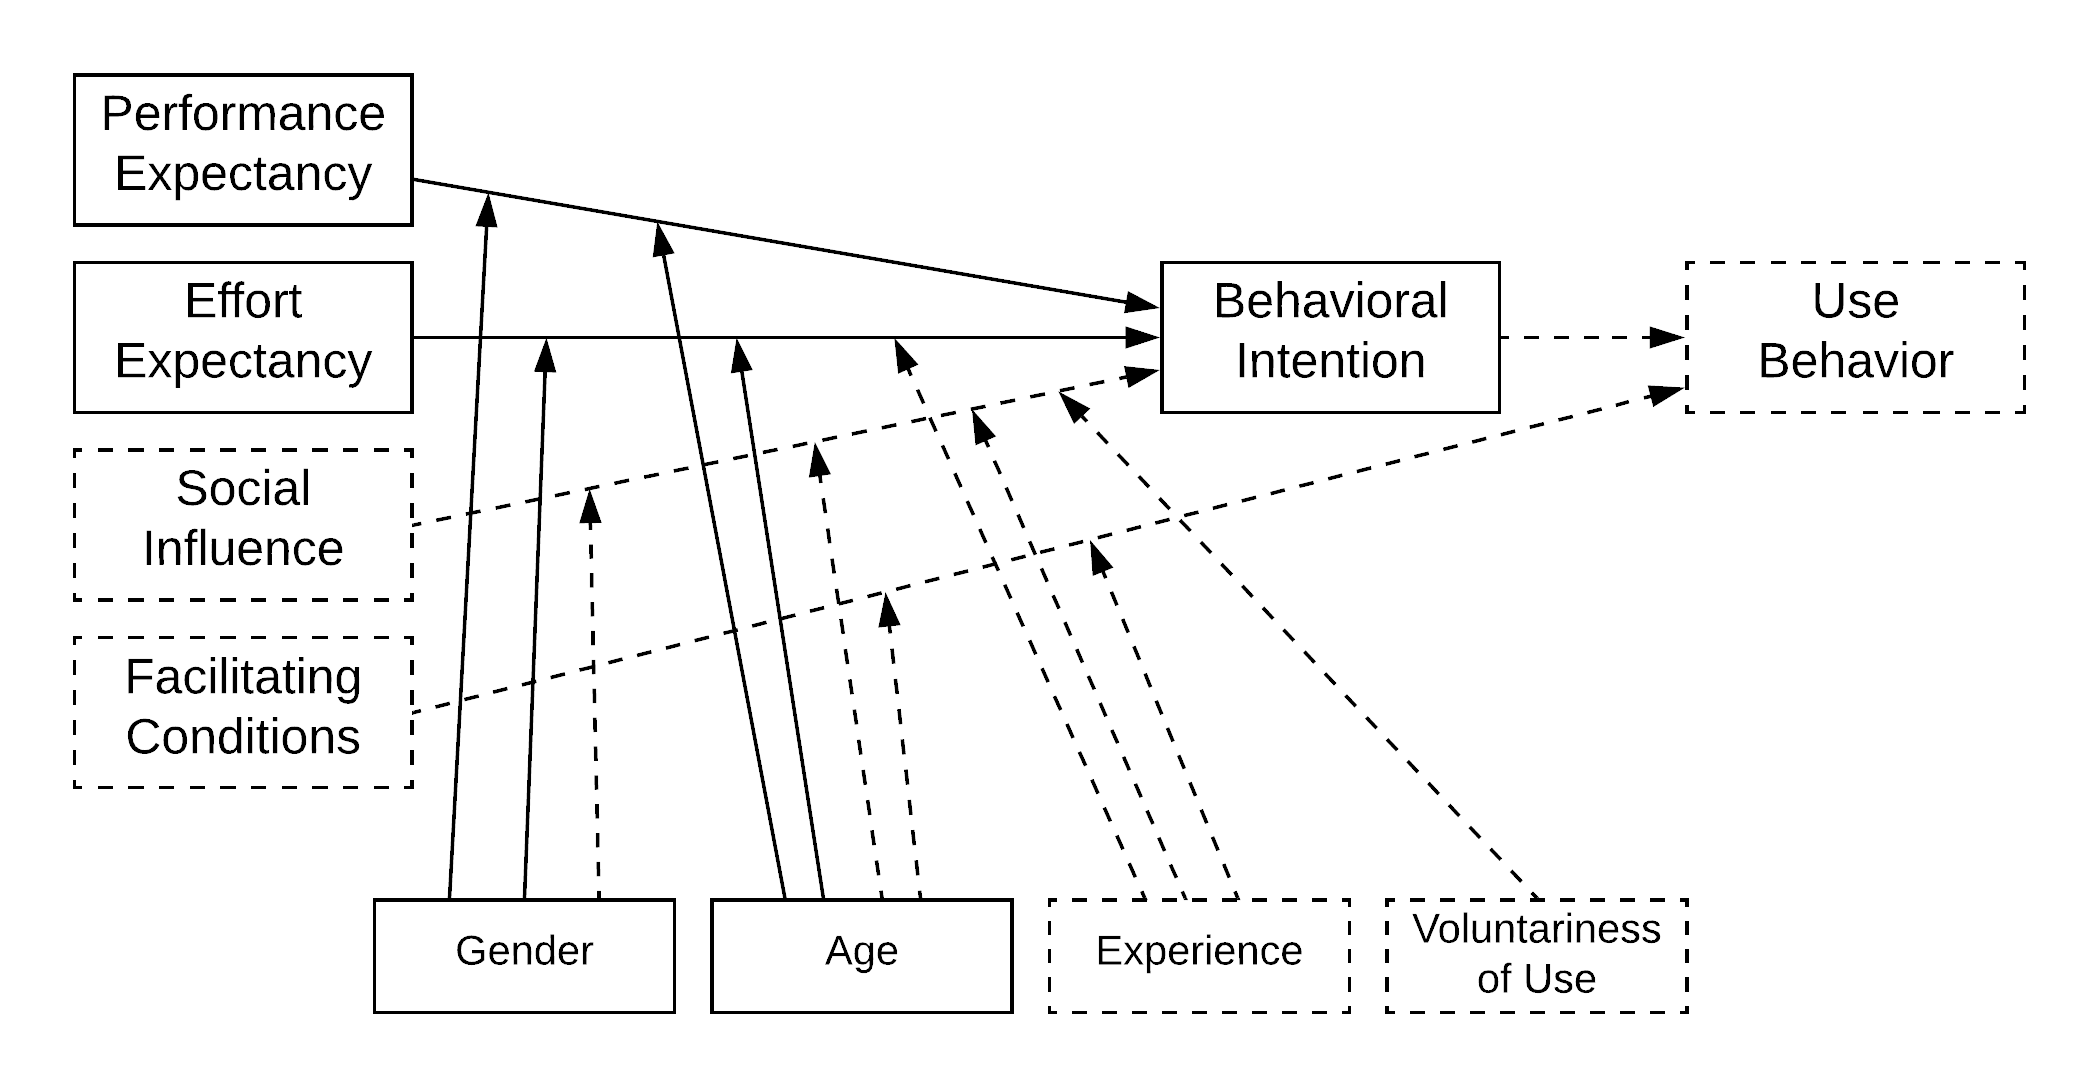 Performance
Expectancy
Effort
Expectancy
Behavioral
Intention
Use
Behavior
Social
Influence
Facilitating
Conditions
Gender
Age
Experience
Voluntariness
of Use